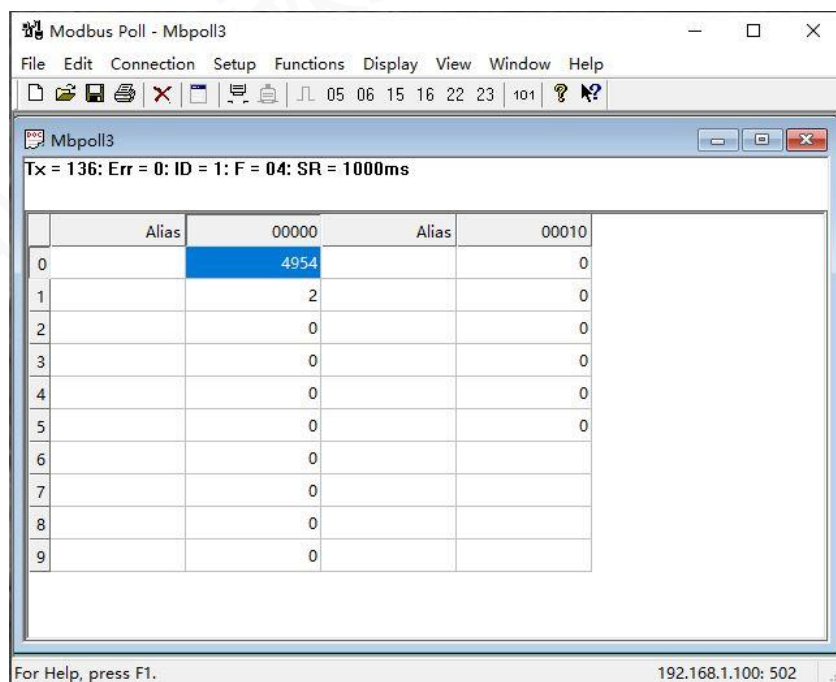 Modbus Poll - Mbpoll3
File Edit Connection Setup Functions Display View Window Help
05 06 15 16 22 23 101
Mbpoll3
Tx = 136: Err = 0: ID = 1: F = 04: SR = 1000ms
Alias 00000 Alias 00010
0 4954 0
1 2 0
2 0 0
3 0 0
4 0 0
5 0 0
6 0
7 0
8 0
9 0
For Help, press F1. 192.168.1.100: 502